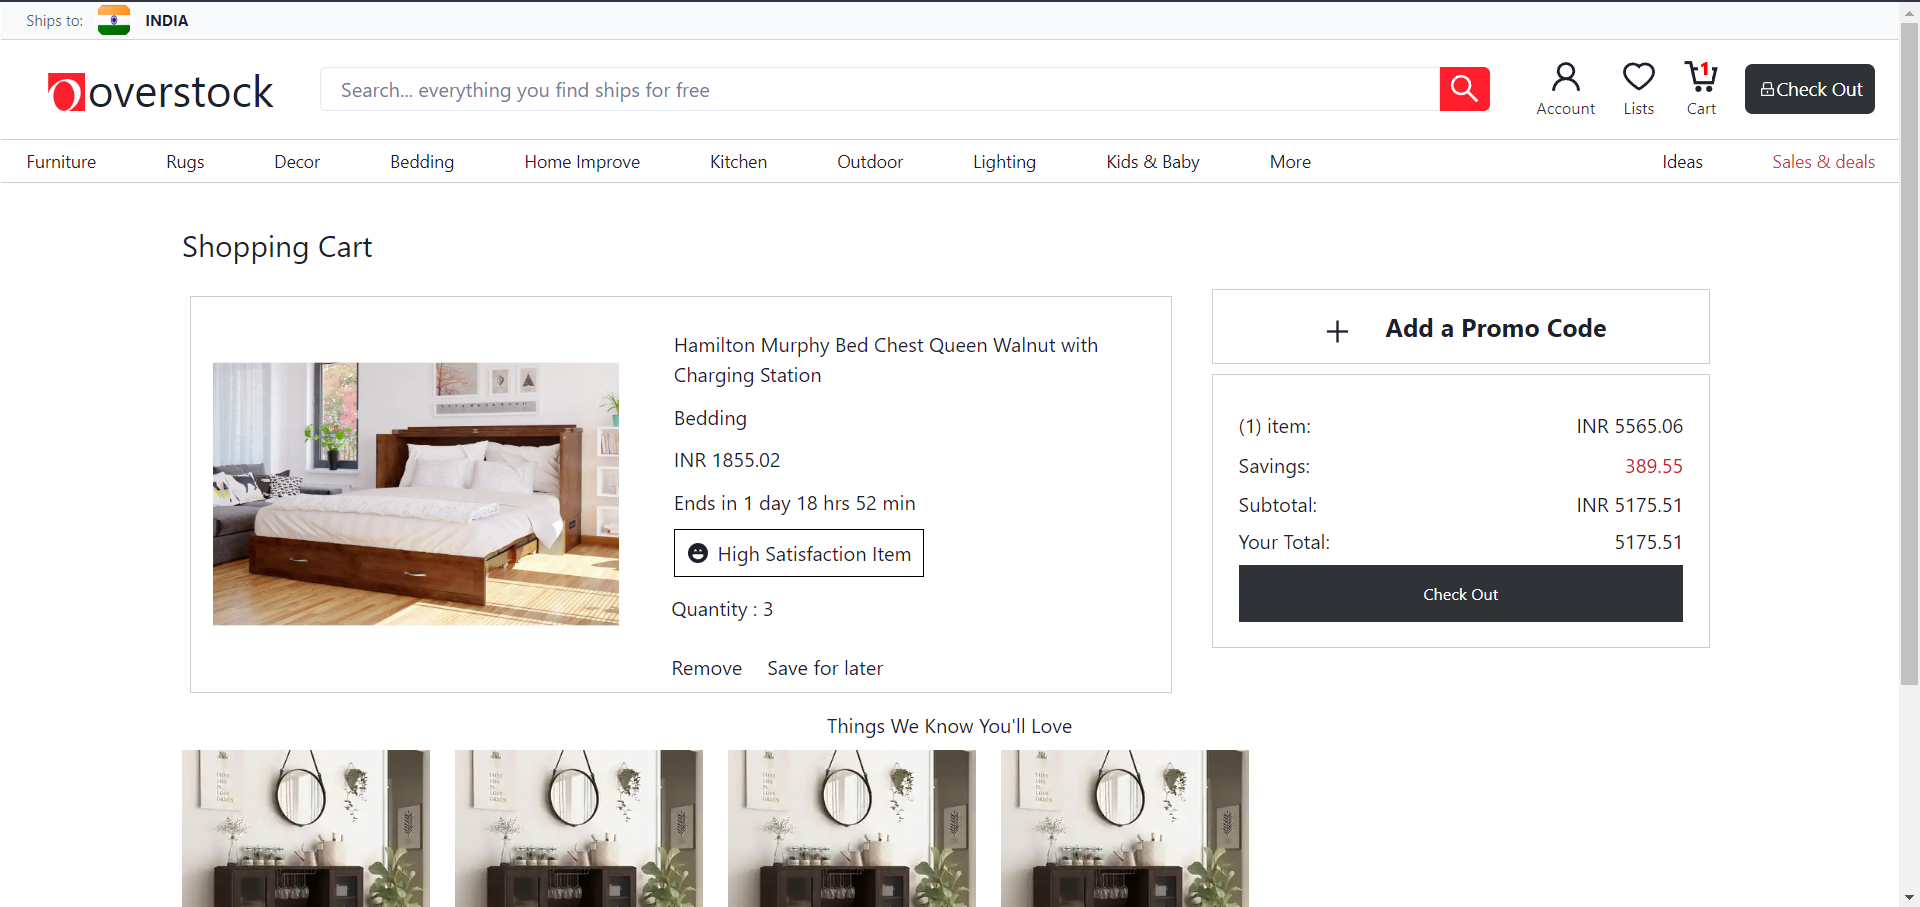 Ships to: INDIA
overstock
Search... everything you find ships for free
Account
Lists
1
Cart
Check Out
Furniture Rugs Decor Bedding Home Improve Kitchen Outdoor Lighting Kids & Baby More Ideas Sales & deals
Shopping Cart
Hamilton Murphy Bed Chest Queen Walnut with
Charging Station
Bedding
INR 1855.02
Ends in 1 day 18 hrs 52 min
High Satisfaction Item
Quantity : 3
Remove Save for later
Add a Promo Code
(1) item: INR 5565.06
Savings: 389.55
Subtotal: INR 5175.51
Your Total: 5175.51
Check Out
Things We Know You'll Love